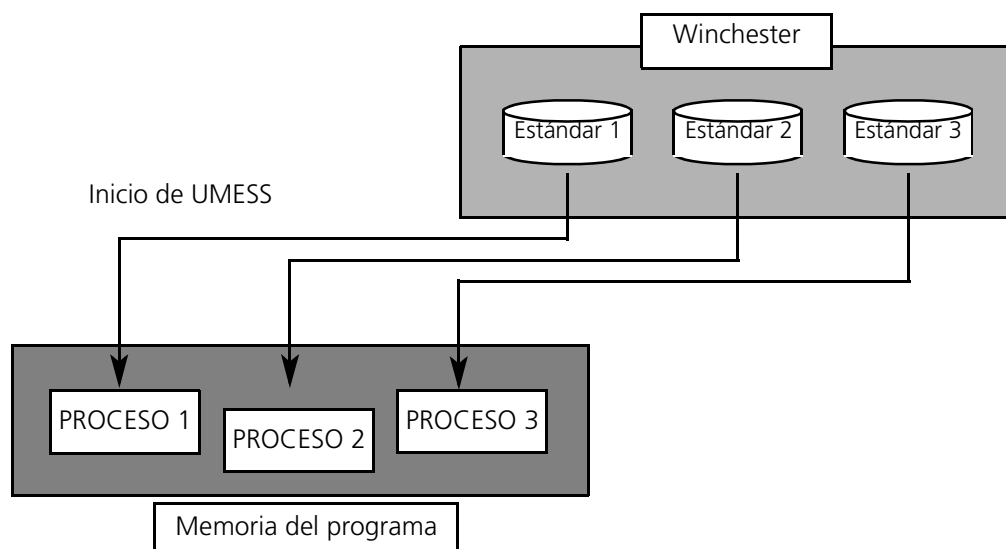 Winchester
Estándar 1
Estándar 2
Estándar 3
Inicio de UMESS
PROCESO 1
PROCESO 2
PROCESO 3
Memoria del programa